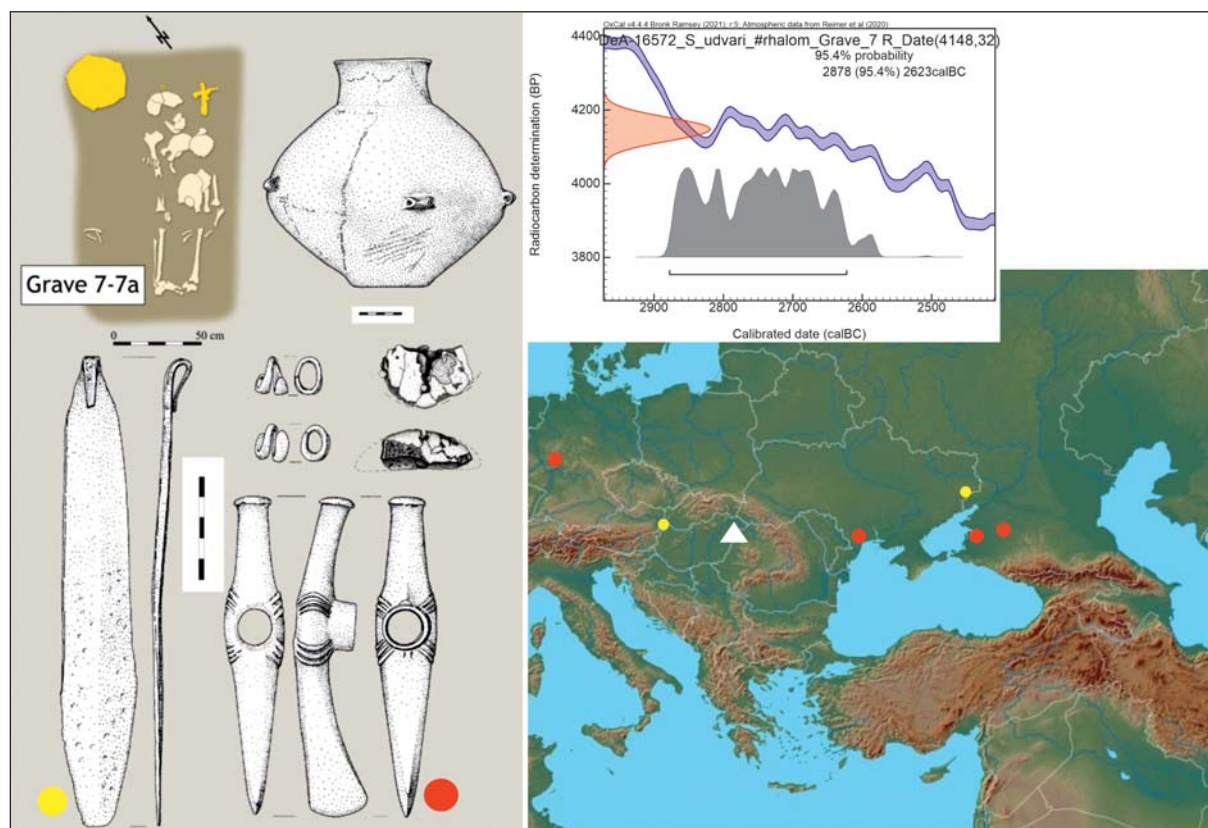 Grave 7-7a
0 50 cm
OxCal v4.4.4 Bronk Ramsey (2021); r:5; Atmospheric data from Reimer et al (2020)
DeA-16572_S_udvari_#rhalom_Grave_7 R_Date(4148,32)
95.4% probability
2878 (95.4%) 2623calBC
Radiocarbon determination (BP)
4400
4200
4000
3800
2900 2800 2700 2600 2500
Calibrated date (calBC)